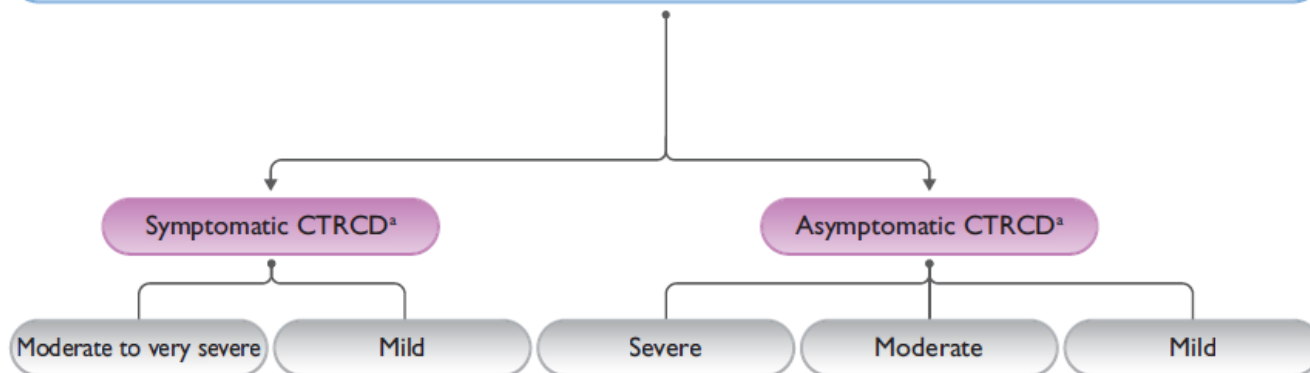 Symptomatic CTRCDᵃ
Asymptomatic CTRCDᵃ
Moderate to very severe
Mild
Severe
Moderate
Mild